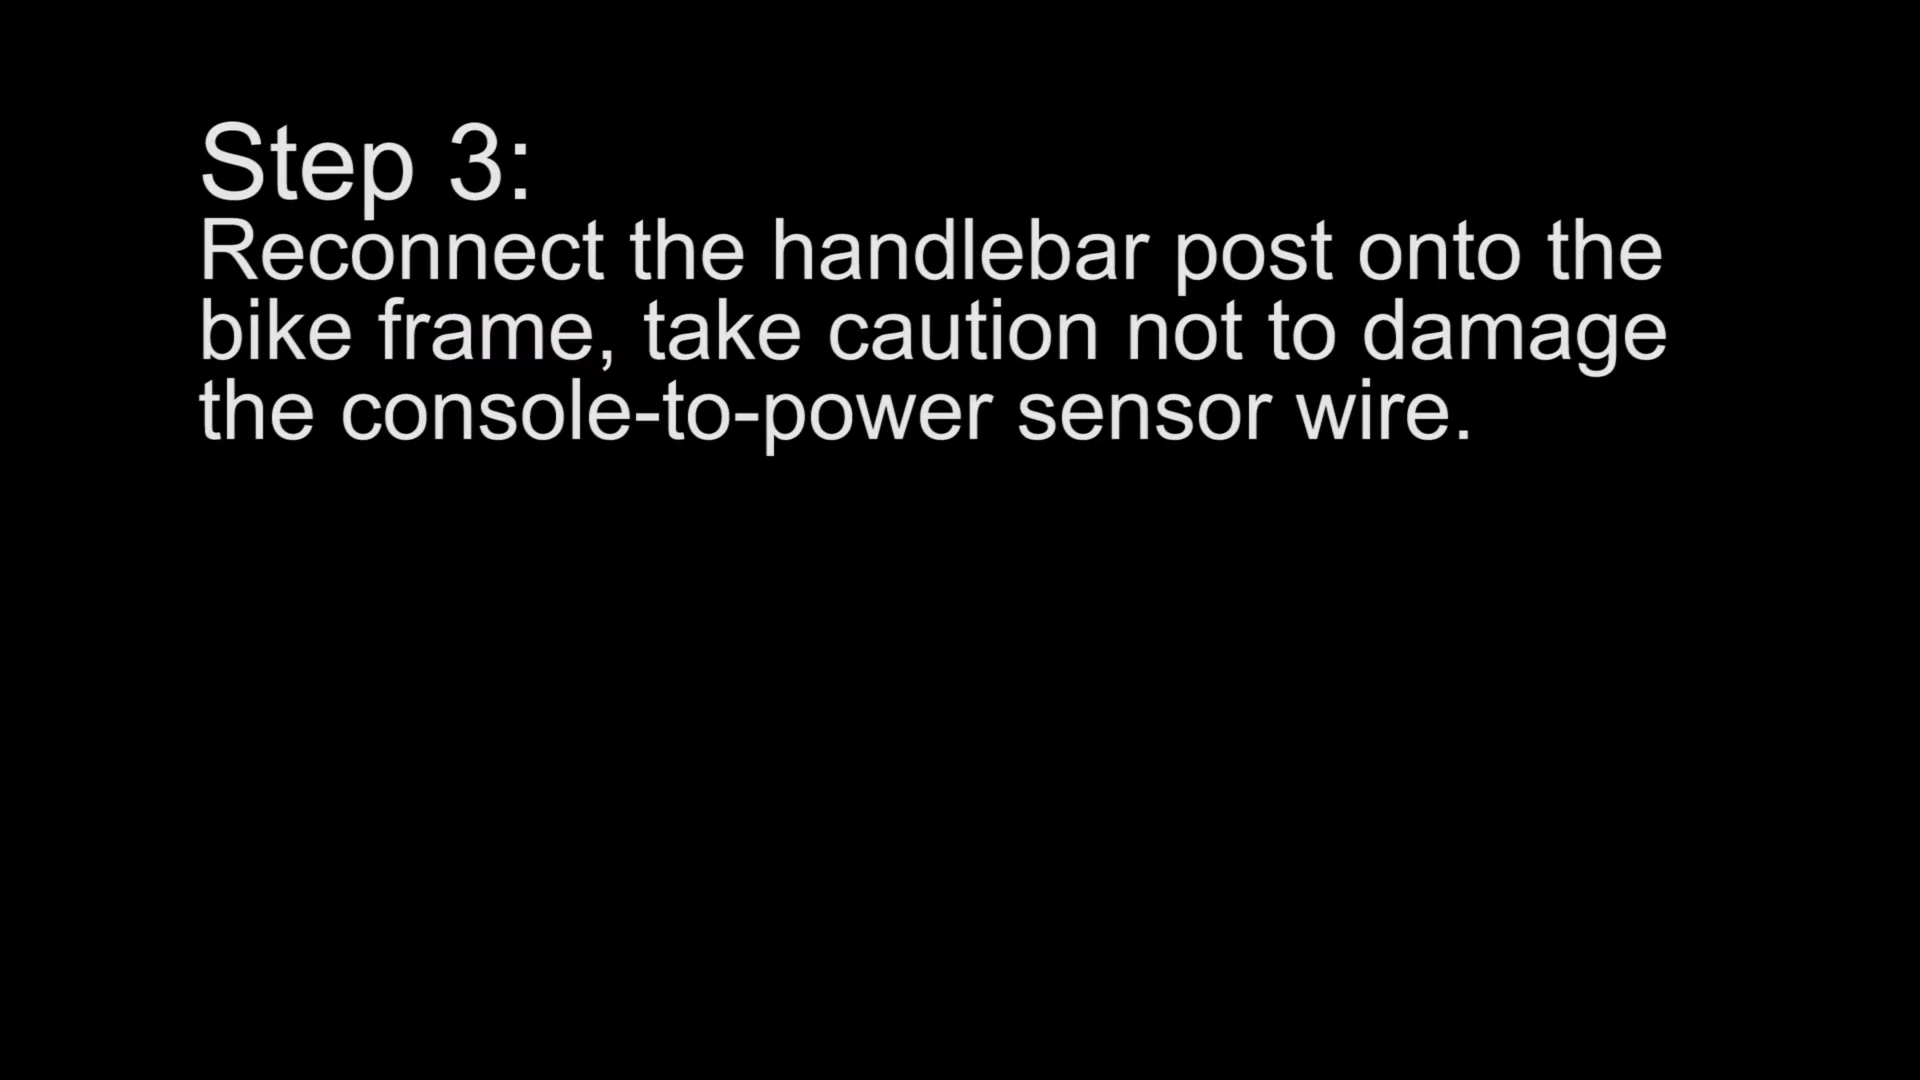 Step 3:
Reconnect the handlebar post onto the
bike frame, take caution not to damage
the console-to-power sensor wire.